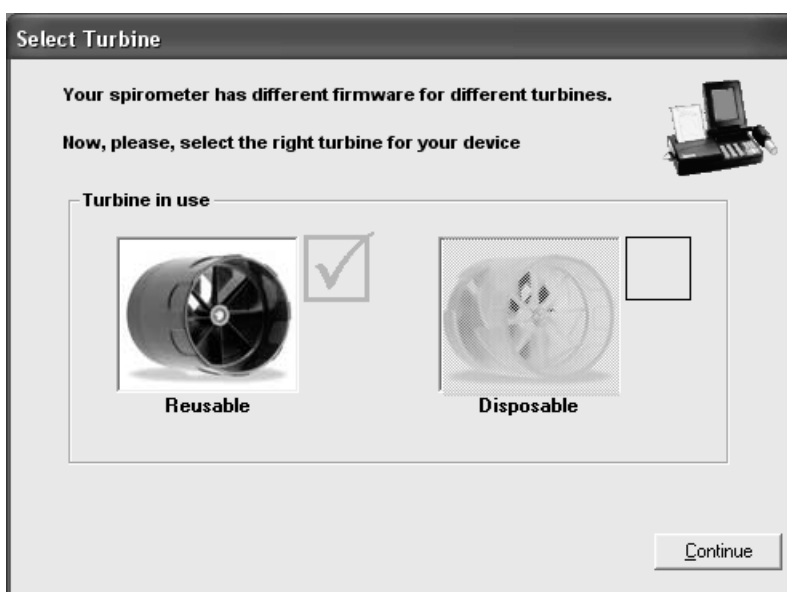 Select Turbine
Your spirometer has different firmware for different turbines.
Now, please, select the right turbine for your device
Turbine in use
Reusable
Disposable
Continue